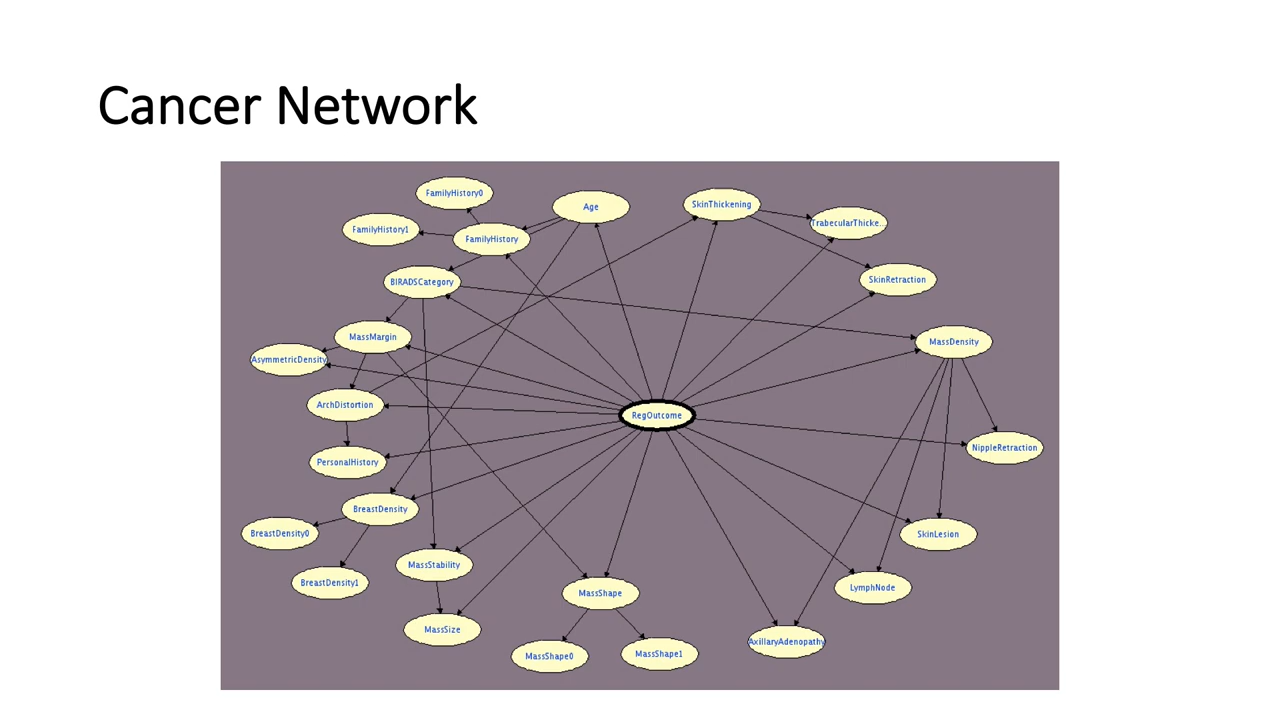 Cancer Network
FamilyHistory0
Age
SkinThickening
TrabecularThicke..
FamilyHistory1
FamilyHistory
BIRADSCategory
SkinRetraction
MassMargin
MassDensity
AsymmetricDensity
ArchDistortion
RegOutcome
NippleRetraction
PersonalHistory
BreastDensity
BreastDensity0
SkinLesion
MassStability
BreastDensity1
LymphNode
MassShape
MassSize
AxillaryAdenopathy
MassShape0
MassShape1